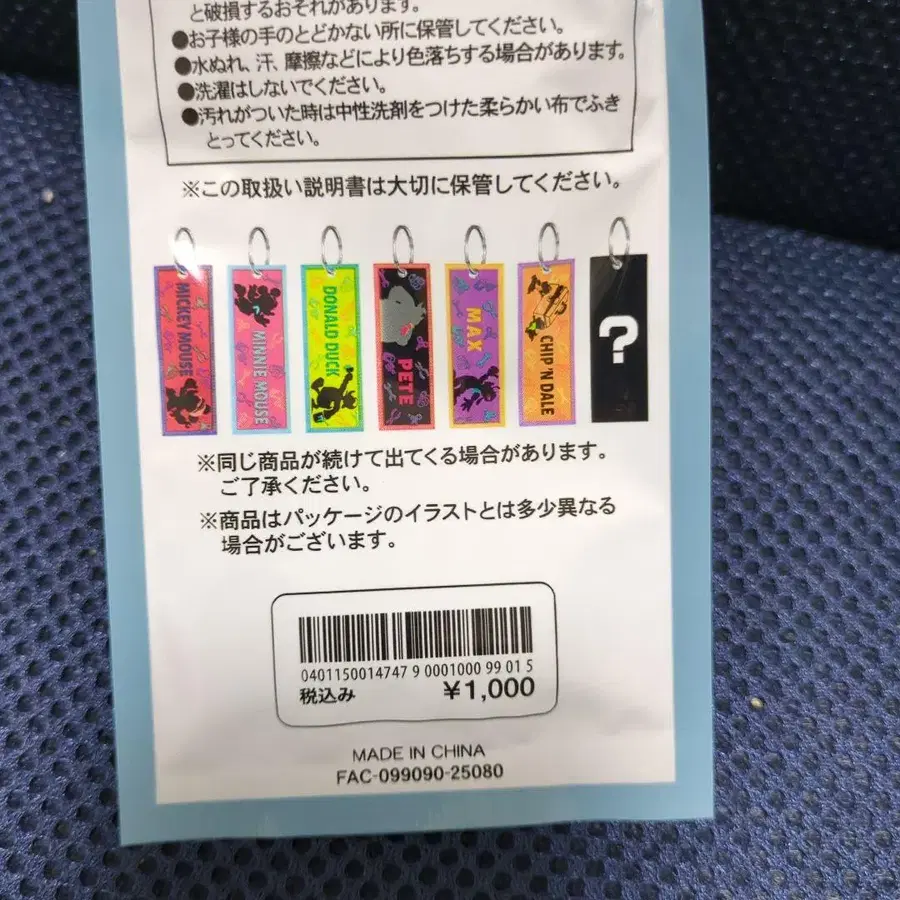 と破損するおそれがあります。
●お子様の手のとどかない所に保管してください。
●水ぬれ、汗、摩擦などにより色落ちする場合があります。
●洗濯はしないでください。
●汚れがついた時は中性洗剤をつけた柔らかい布でふき
とってください。
※この取扱い説明書は大切に保管してください。
MICKEY MOUSE
MINNIE MOUSE
DONALD DUCK
PETE
MAX
CHIP 'N DALE
?
※同じ商品が続けて出てくる場合があります。
ご了承ください。
※商品はパッケージのイラストとは多少異なる
場合がございます。
0401150014747 9 0001000 99 01 5
税込み ¥1,000
MADE IN CHINA
FAC-099090-25080